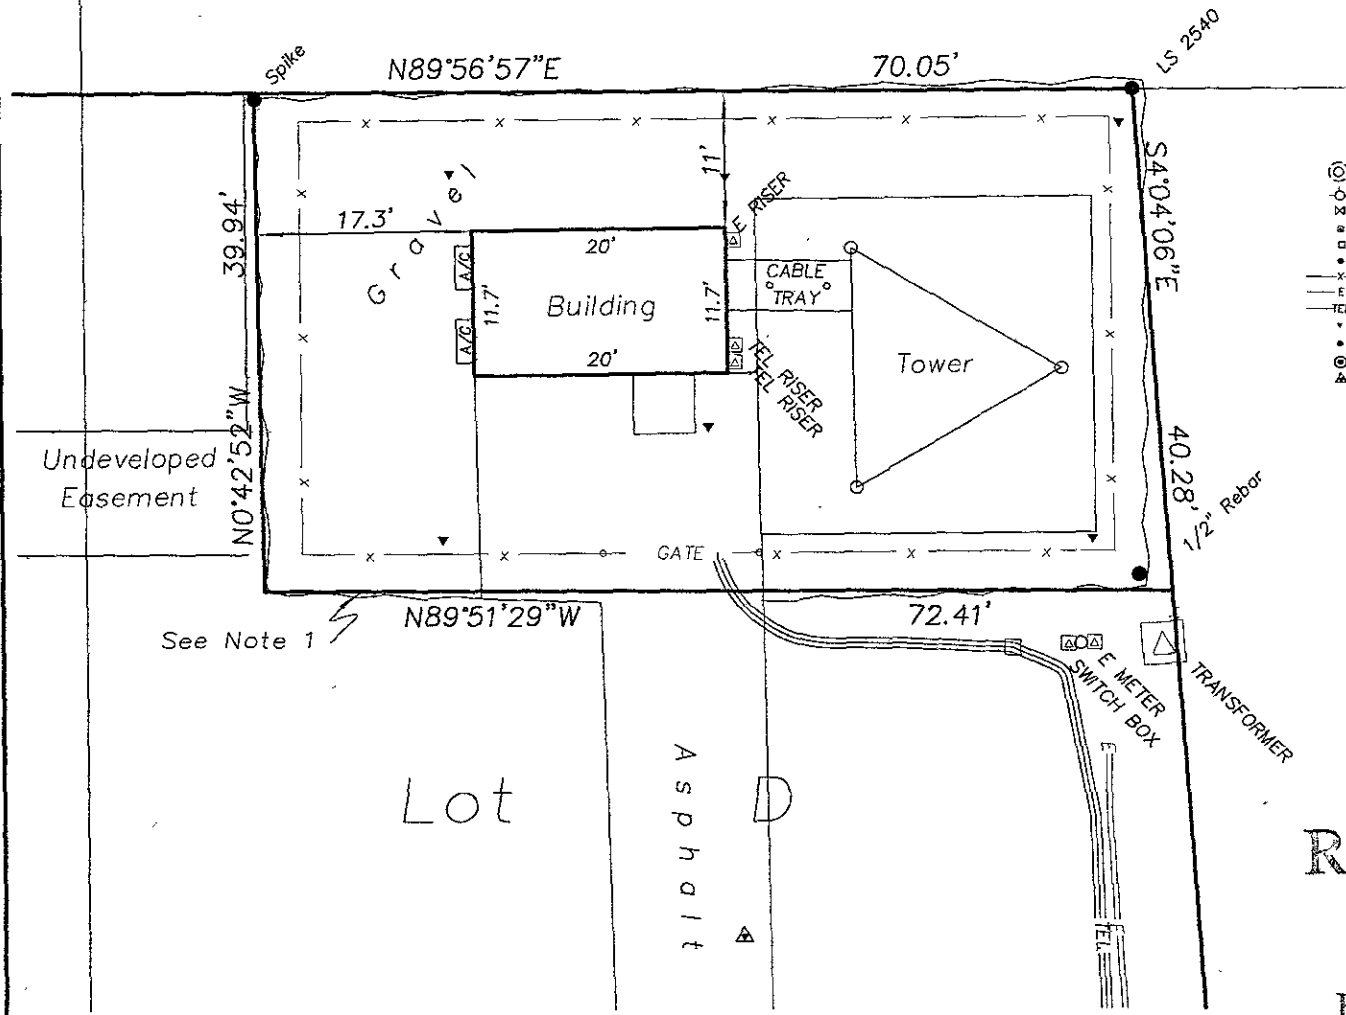 Spike
N89°56'57"E
70.05'
LS 2540
39.94'
N0°42'52"W
17.3'
Gravel
11'
E RISER
S4°04'06"E
40.28'
A/C
A/C
20'
11.7'
Building
11.7'
20'
CABLE
TRAY
TEL RISER
TEL RISER
Tower
Undeveloped
Easement
1/2" Rebar
x x x x x x
x x x
x x x
x x GATE x x x
N89°51'29"W
72.41'
See Note 1
E METER
SWITCH BOX
TRANSFORMER
Lot D
Asphalt
E
E
TEL
x
E
TEL
R